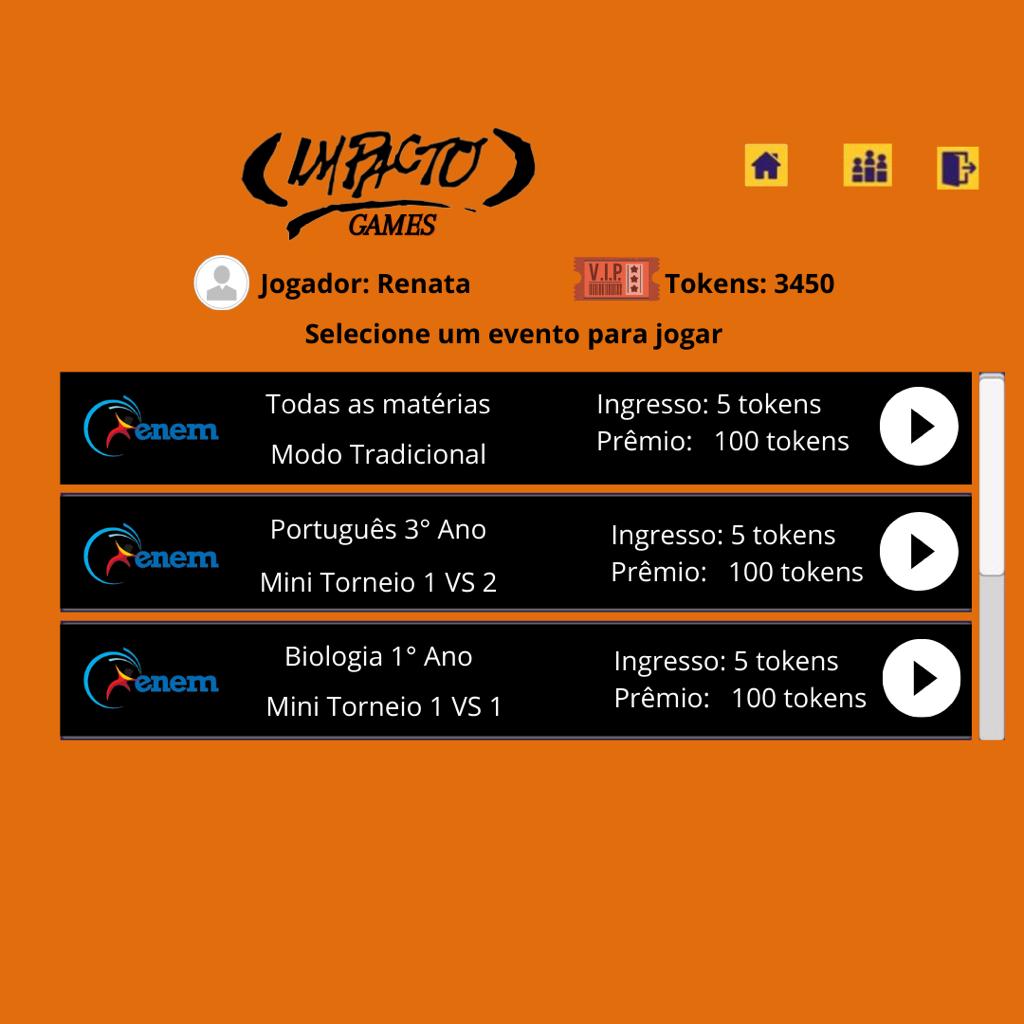 IMPACTO
GAMES
Jogador: Renata
V.I.P.
Tokens: 3450
Selecione um evento para jogar
enem
Todas as matérias
Modo Tradicional
Ingresso: 5 tokens
Prêmio: 100 tokens
enem
Português 3° Ano
Mini Torneio 1 VS 2
Ingresso: 5 tokens
Prêmio: 100 tokens
enem
Biologia 1° Ano
Mini Torneio 1 VS 1
Ingresso: 5 tokens
Prêmio: 100 tokens